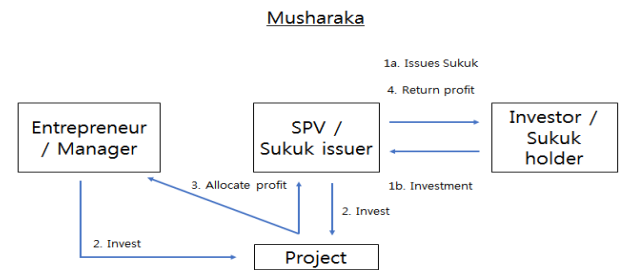 Musharaka
1a. Issues Sukuk
4. Return profit
Entrepreneur
/ Manager
SPV /
Sukuk issuer
Investor /
Sukuk
holder
3. Allocate profit
1b. Investment
2. Invest
2. Invest
Project